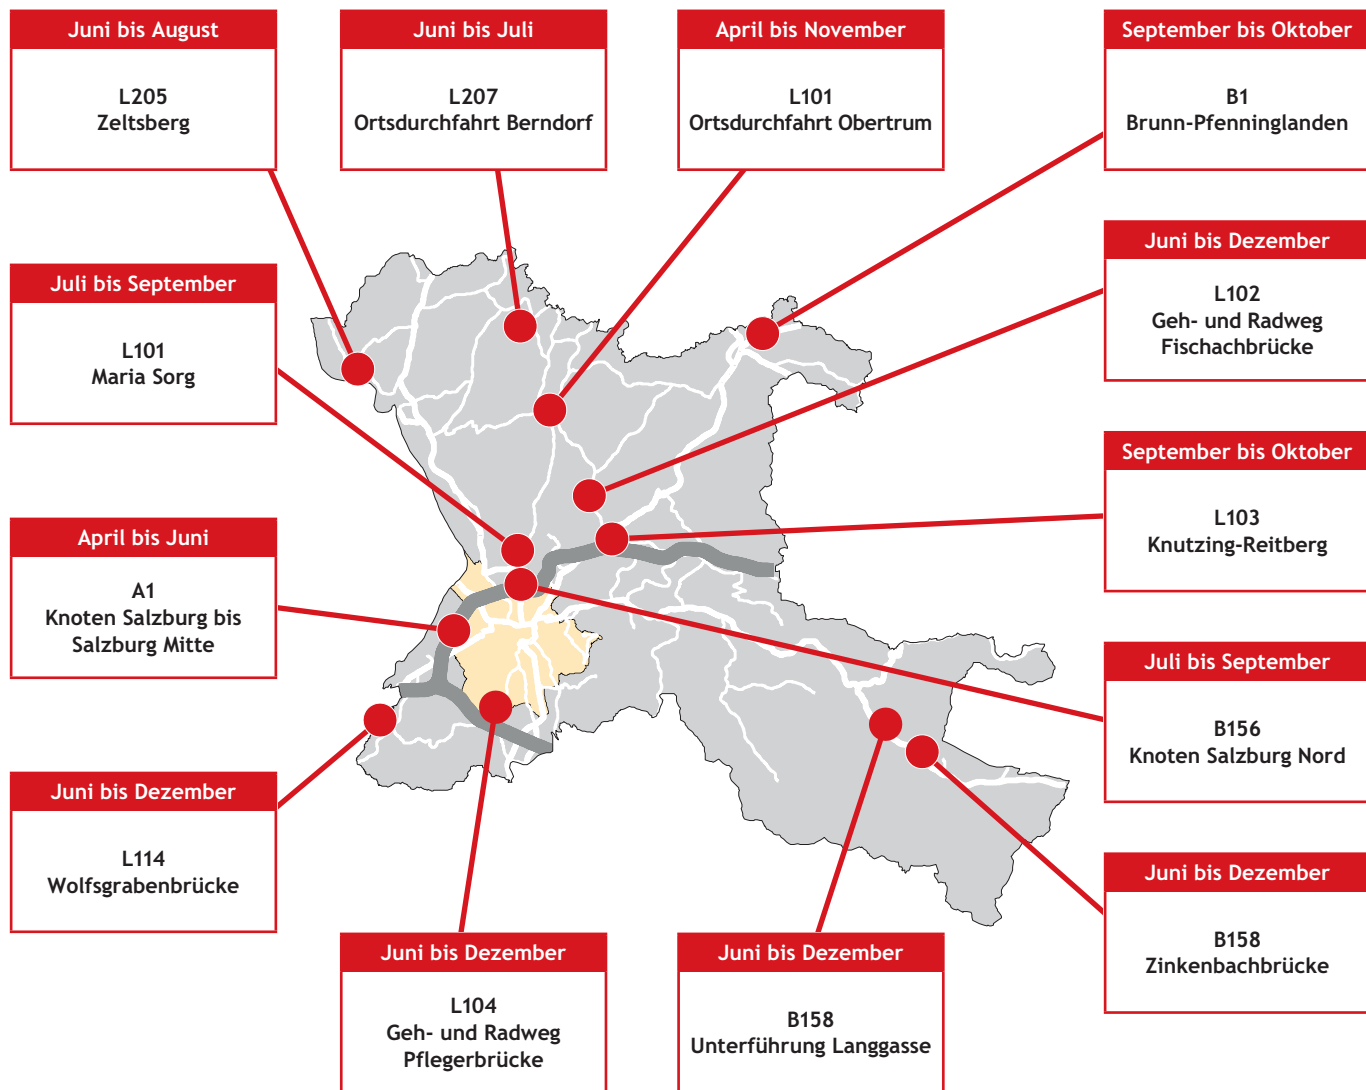 Juni bis August
L205
Zeltsberg
Juni bis Juli
L207
Ortsdurchfahrt Berndorf
April bis November
L101
Ortsdurchfahrt Obertrum
September bis Oktober
B1
Brunn-Pfenninglanden
Juli bis September
L101
Maria Sorg
Juni bis Dezember
L102
Geh- und Radweg
Fischachbrücke
September bis Oktober
L103
Knutzing-Reitberg
April bis Juni
A1
Knoten Salzburg bis
Salzburg Mitte
Juli bis September
B156
Knoten Salzburg Nord
Juni bis Dezember
L114
Wolfsgrabenbrücke
Juni bis Dezember
B158
Zinkenbachbrücke
Juni bis Dezember
L104
Geh- und Radweg
Pflegerbrücke
Juni bis Dezember
B158
Unterführung Langgasse